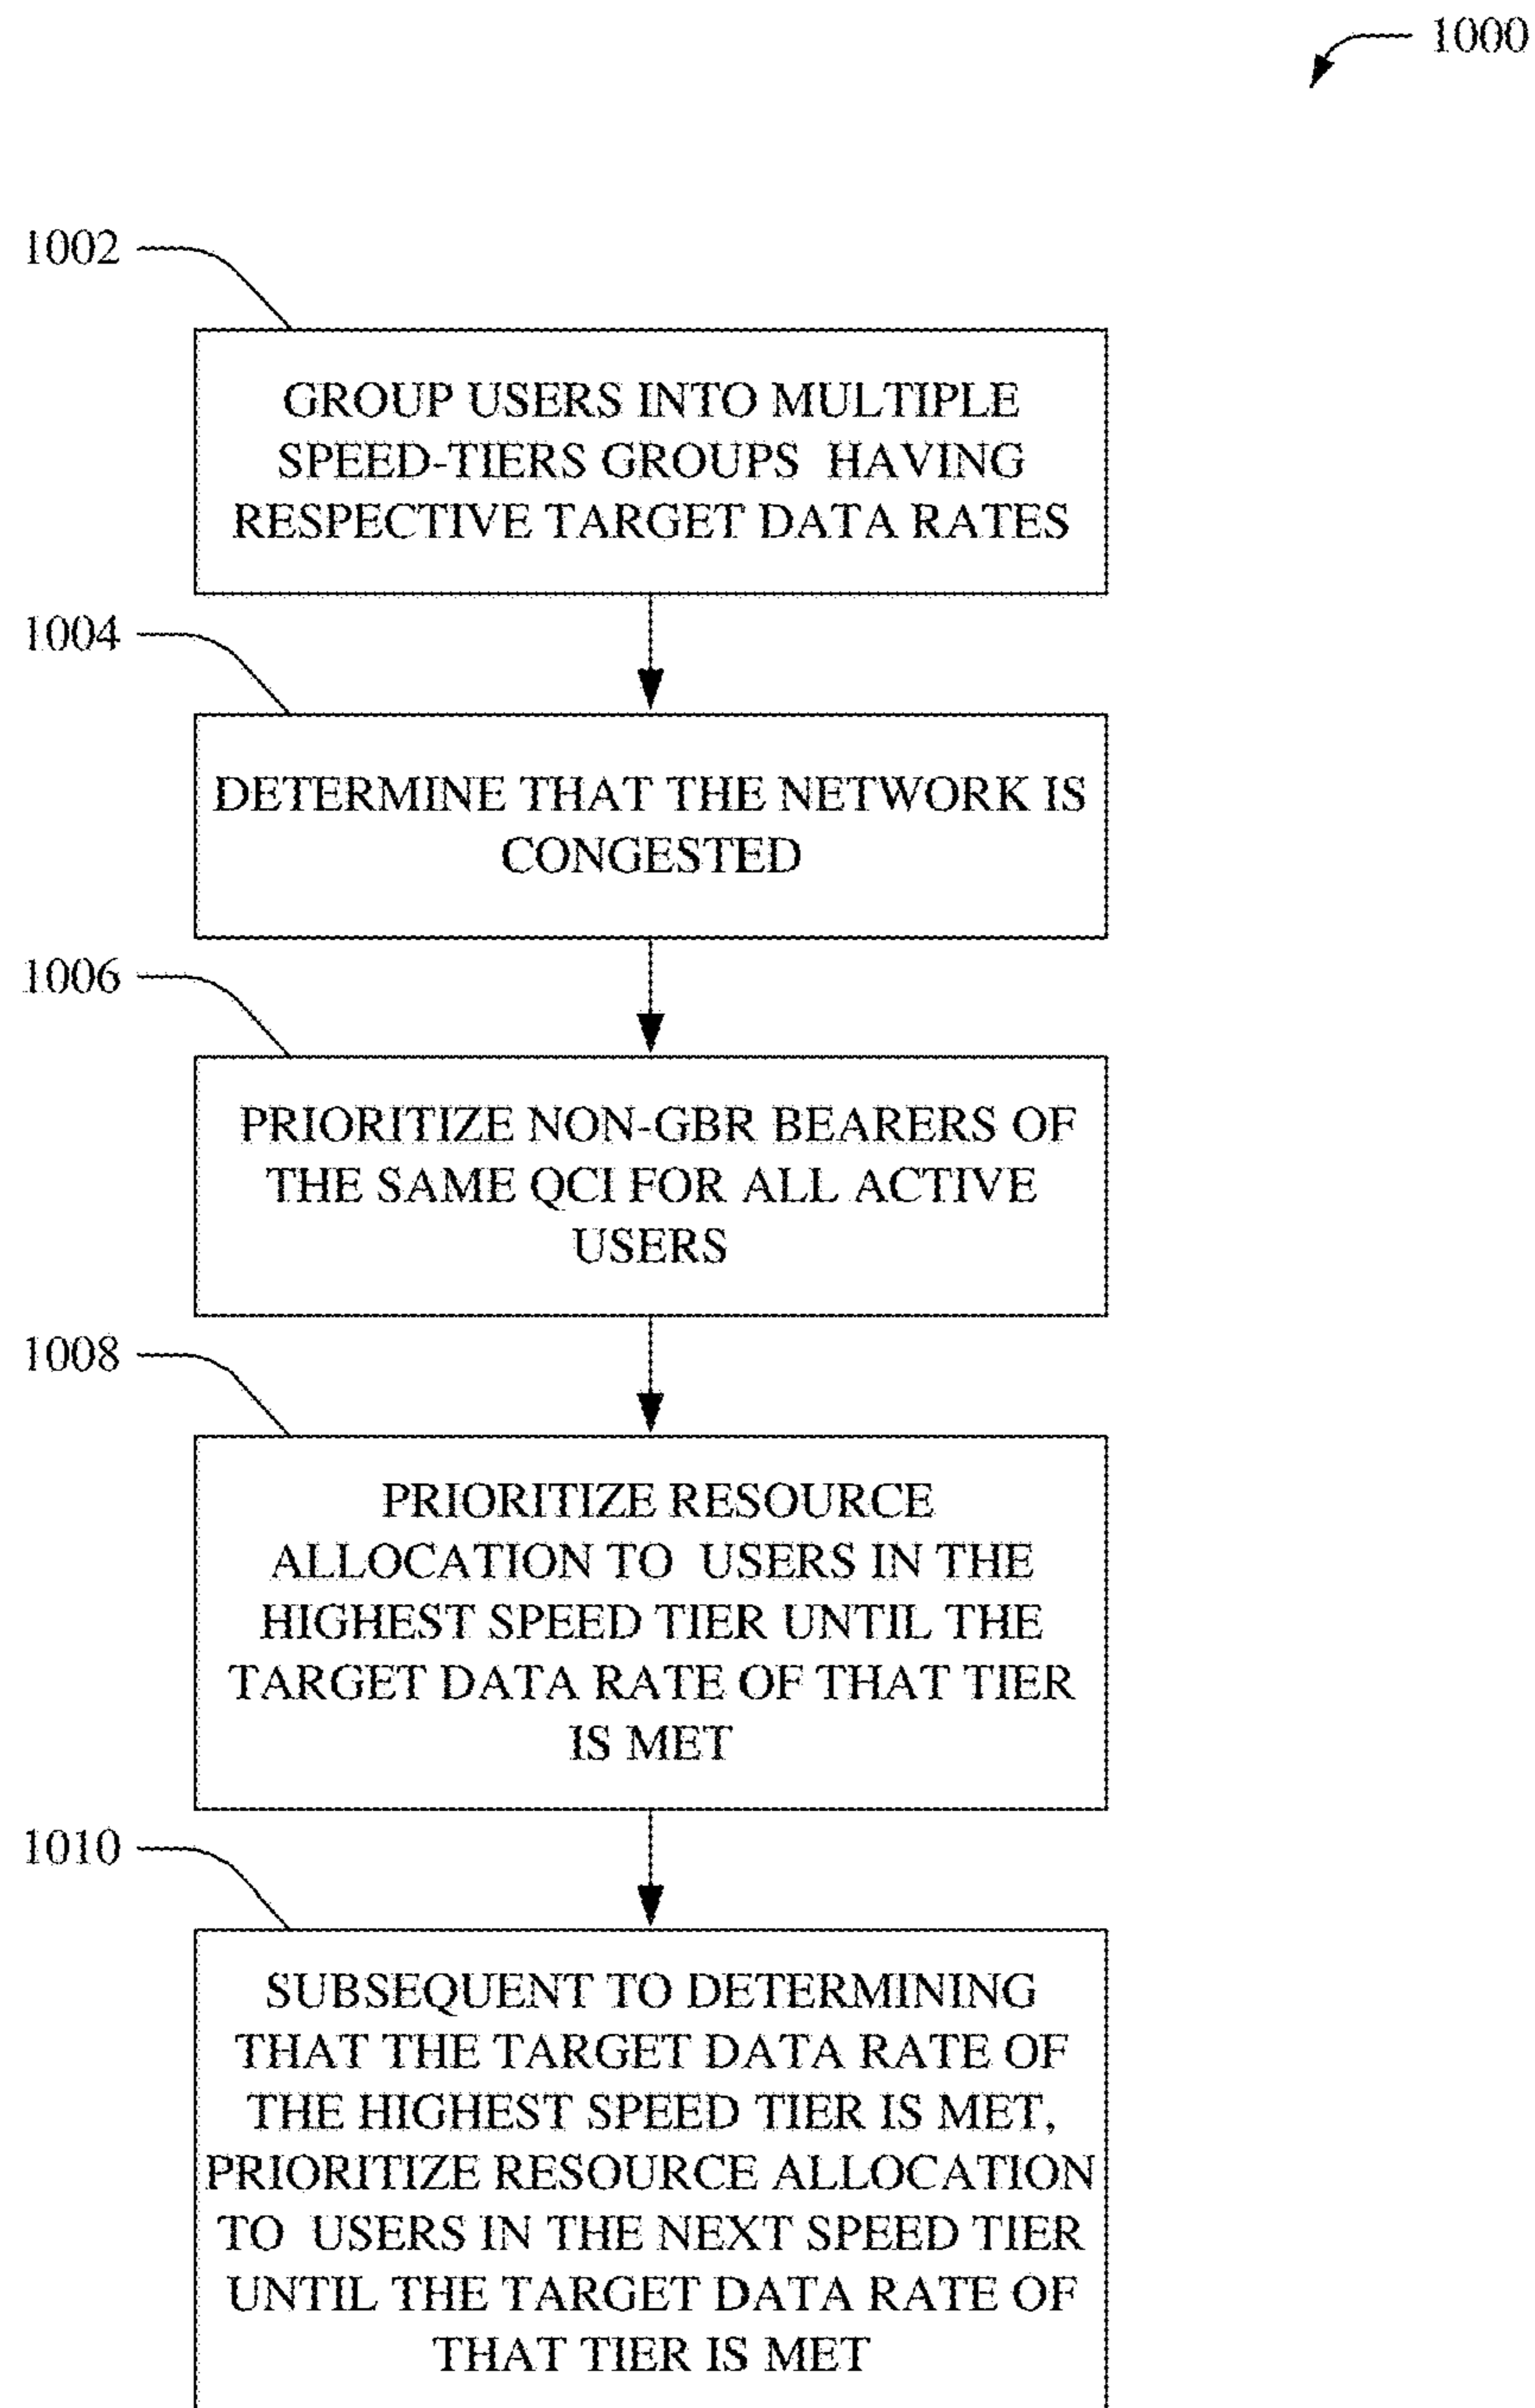 1000
1002
GROUP USERS INTO MULTIPLE
SPEED-TIERS GROUPS HAVING
RESPECTIVE TARGET DATA RATES
1004
DETERMINE THAT THE NETWORK IS
CONGESTED
1006
PRIORITIZE NON-GBR BEARERS OF
THE SAME QCI FOR ALL ACTIVE
USERS
1008
PRIORITIZE RESOURCE
ALLOCATION TO USERS IN THE
HIGHEST SPEED TIER UNTIL THE
TARGET DATA RATE OF THAT TIER
IS MET
1010
SUBSEQUENT TO DETERMINING
THAT THE TARGET DATA RATE OF
THE HIGHEST SPEED TIER IS MET,
PRIORITIZE RESOURCE ALLOCATION
TO USERS IN THE NEXT SPEED TIER
UNTIL THE TARGET DATA RATE OF
THAT TIER IS MET